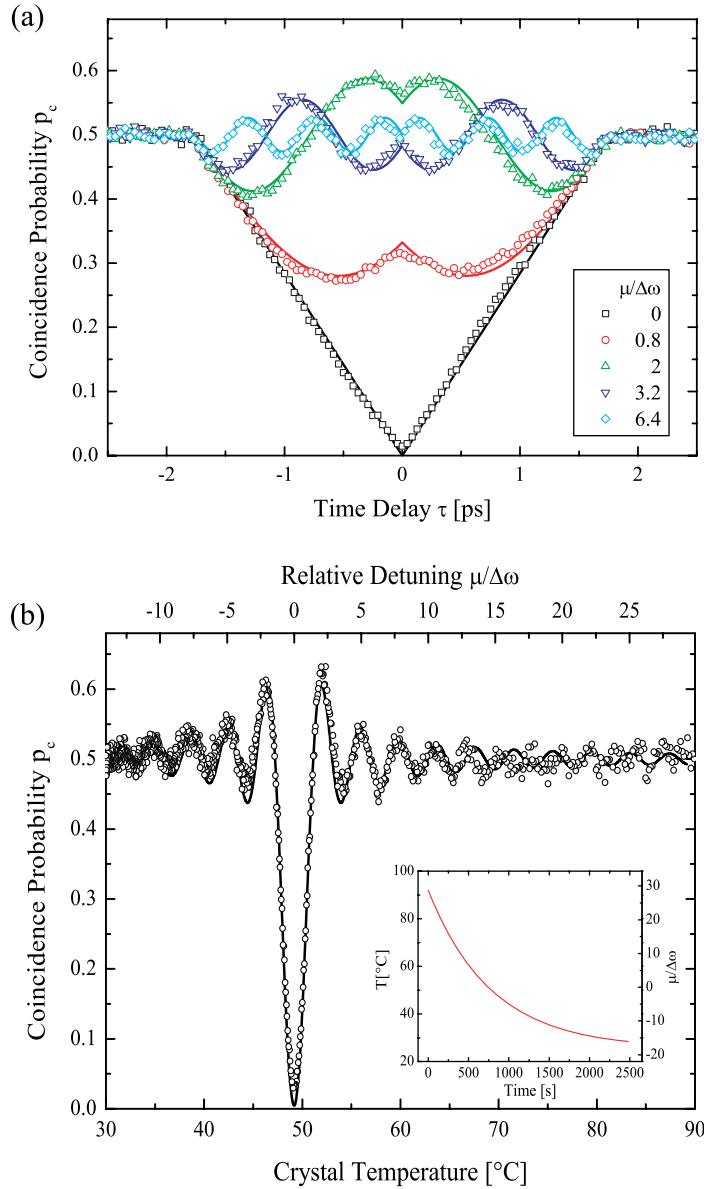 (a)
Coincidence Probability pc
0.6
0.5
0.4
0.3
0.2
0.1
0.0
-2 -1 0 1 2
Time Delay τ [ps]
μ/Δω
0
0.8
2
3.2
6.4
(b)
Relative Detuning μ/Δω
-10 -5 0 5 10 15 20 25
Coincidence Probability pc
0.6
0.5
0.4
0.3
0.2
0.1
0.0
30 40 50 60 70 80 90
Crystal Temperature [°C]
T[°C]
100
80
60
40
20
30
20
10
0
-10
-20
μ/Δω
0 500 1000 1500 2000 2500
Time [s]